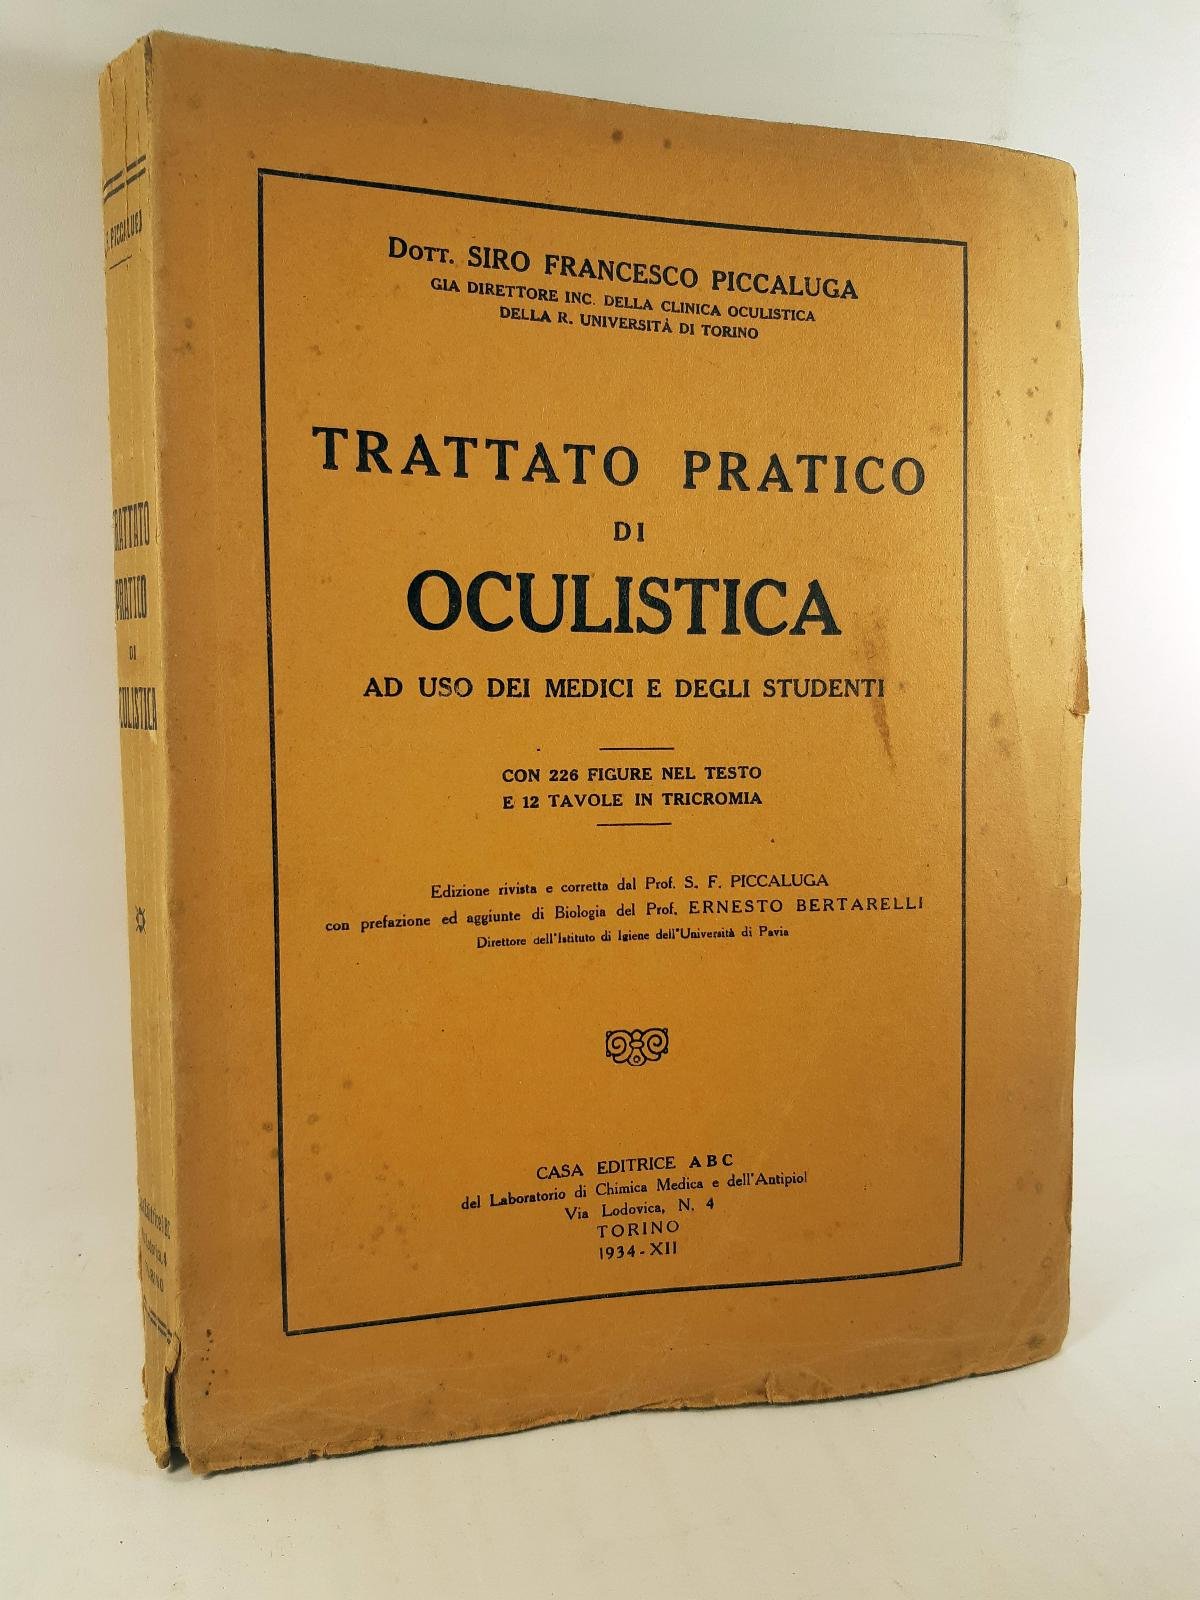 PICCALUGA
TRATTATO
PRATICO
DI
OCULISTICA
DOTT. SIRO FRANCESCO PICCALUGA
GIA DIRETTORE INC. DELLA CLINICA OCULISTICA
DELLA R. UNIVERSITÀ DI TORINO
TRATTATO PRATICO
DI
OCULISTICA
AD USO DEI MEDICI E DEGLI STUDENTI
CON 226 FIGURE NEL TESTO
E 12 TAVOLE IN TRICROMIA
Edizione rivista e corretta dal Prof. S. F. PICCALUGA
con prefazione ed aggiunte di Biologia del Prof. ERNESTO BERTARELLI
Direttore dell'Istituto di Igiene dell'Università di Pavia
CASA EDITRICE ABC
del Laboratorio di Chimica Medica e dell'Antipiol
Via Lodovica, N. 4
TORINO
1934-XII